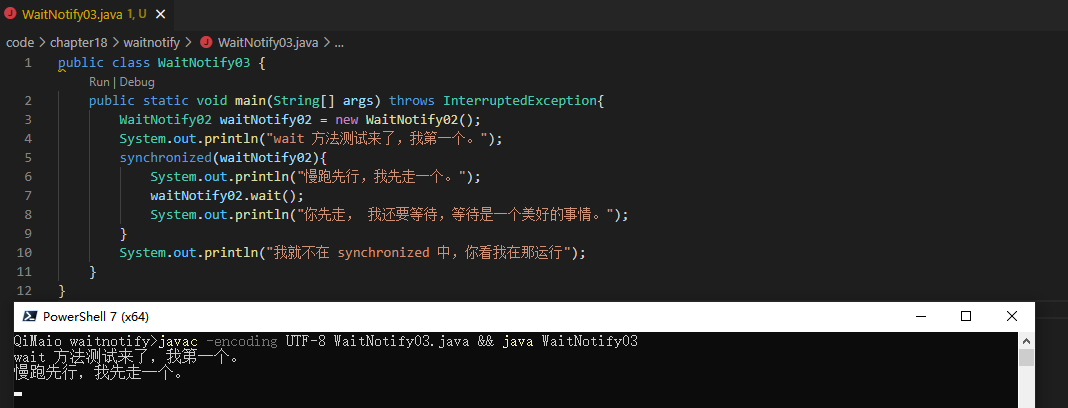 WaitNotify03.java 1, U
code > chapter18 > waitnotify > WaitNotify03.java > ...
1 public class WaitNotify03 {
Run | Debug
2 public static void main(String[] args) throws InterruptedException{
3 WaitNotify02 waitNotify02 = new WaitNotify02();
4 System.out.println("wait 方法测试来了，我第一个。");
5 synchronized(waitNotify02){
6 System.out.println("慢跑先行，我先走一个。");
7 waitNotify02.wait();
8 System.out.println("你先走， 我还要等待，等待是一个美好的事情。");
9 }
10 System.out.println("我就不在 synchronized 中，你看我在那运行");
11 }
12 }
PowerShell 7 (x64)
QiMaio waitnotify>javac -encoding UTF-8 WaitNotify03.java && java WaitNotify03
wait 方法测试来了，我第一个。
慢跑先行，我先走一个。